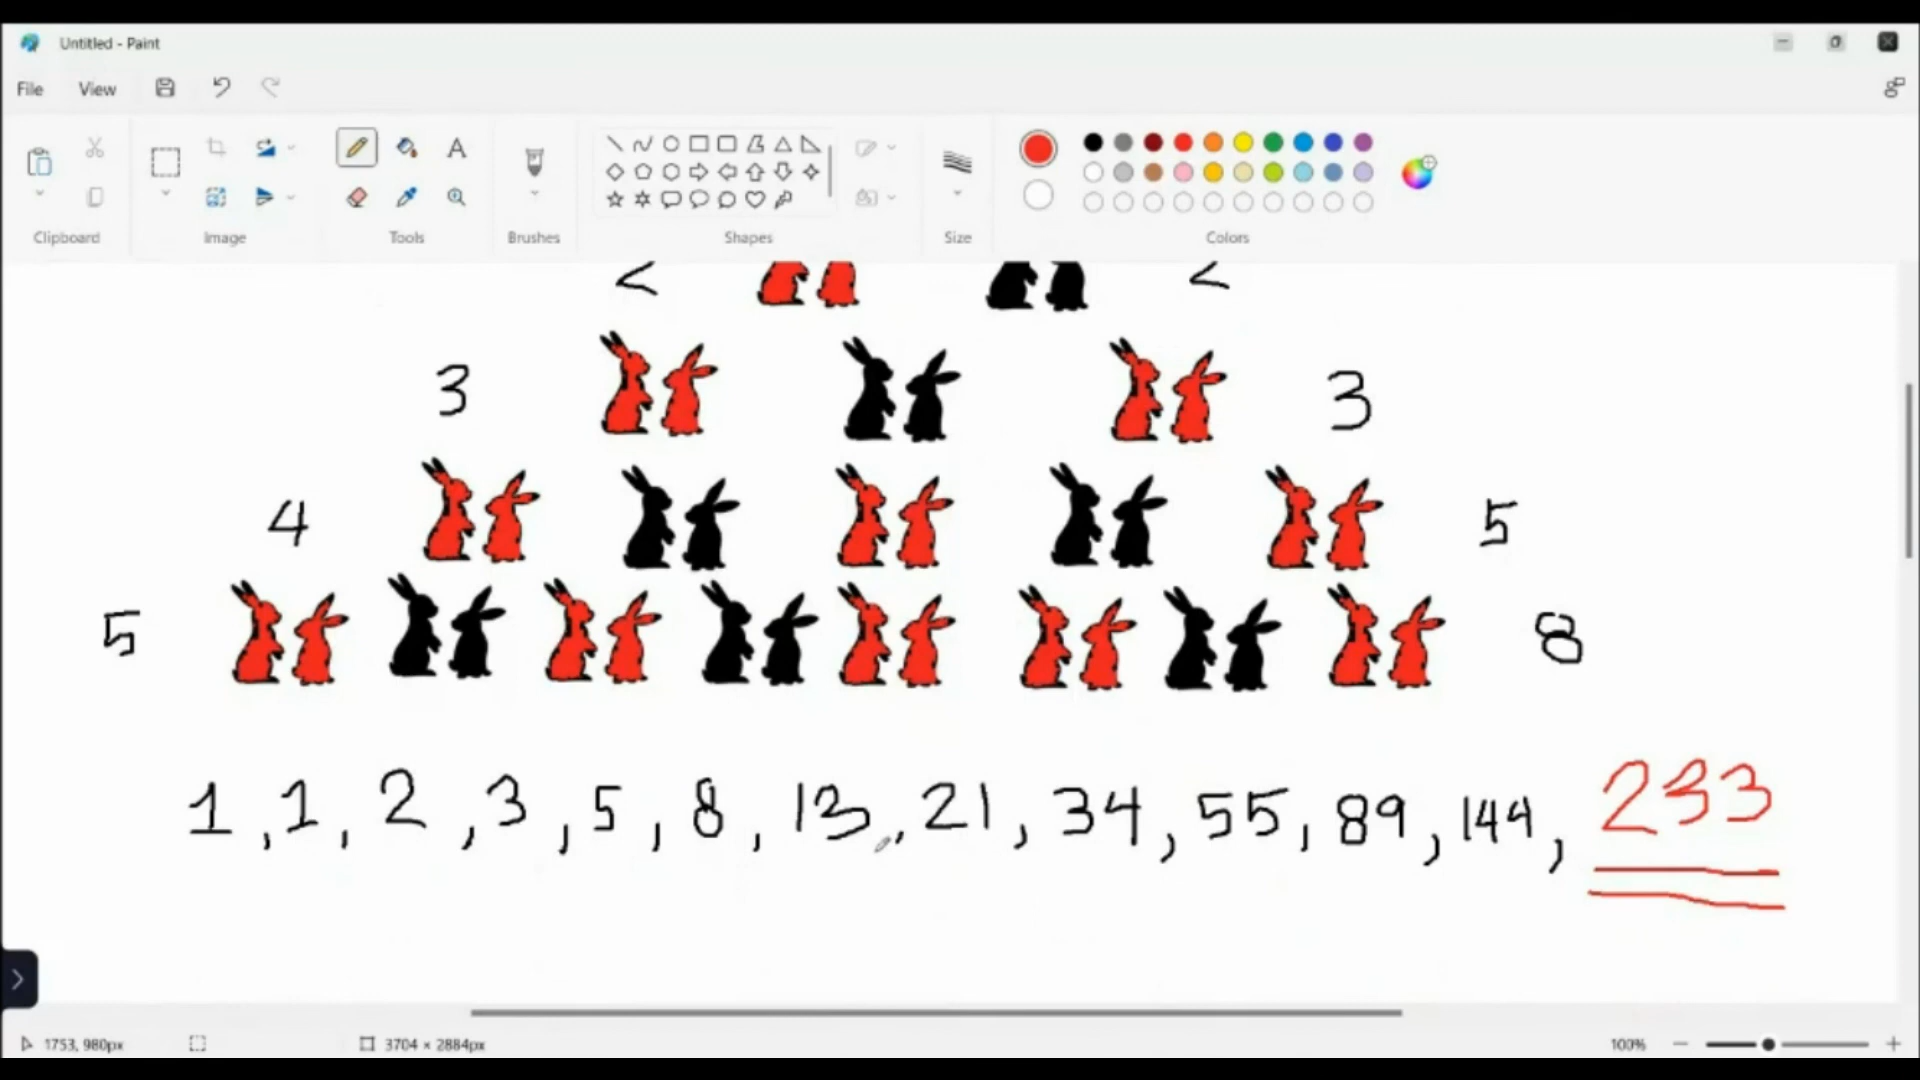 Untitled - Paint
File View
Clipboard Image Tools Brushes Shapes Size Colors
2 2
3 3
4 5
5 8
1, 1, 2, 3, 5, 8, 13, 21, 34, 55, 89, 144, 233
1753, 980px 3704 × 2884px 100%